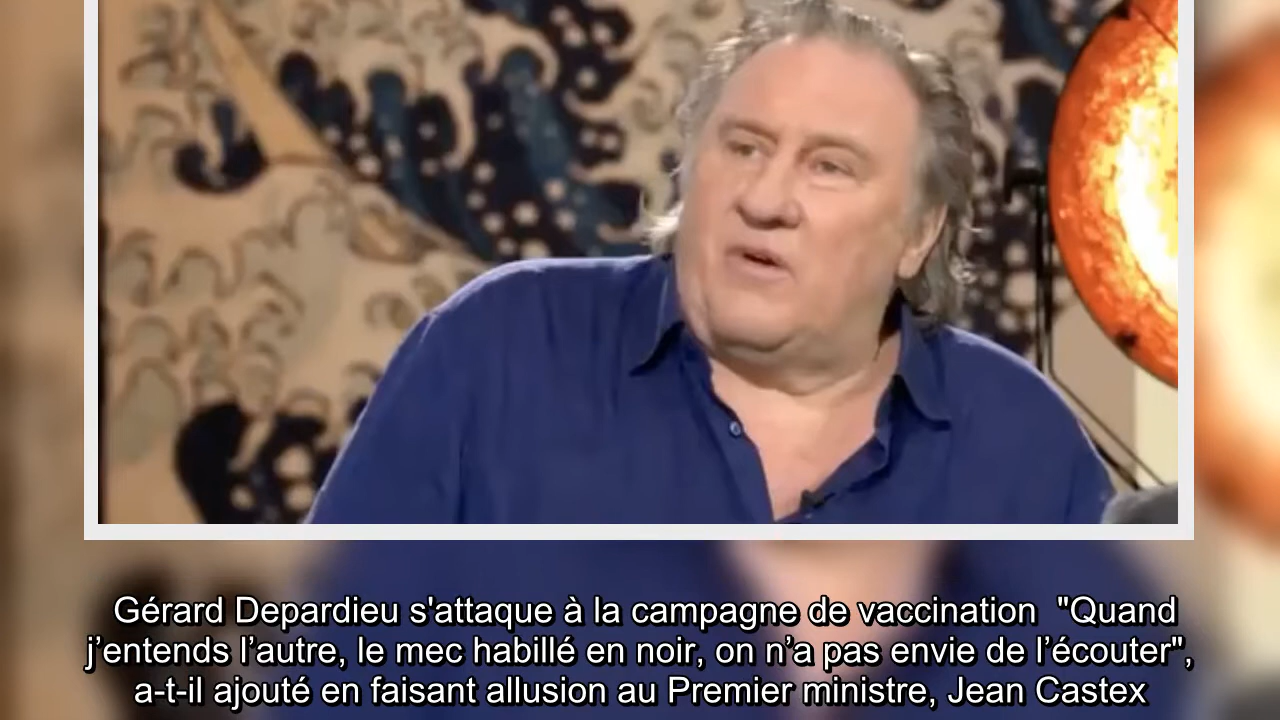 Gérard Depardieu s'attaque à la campagne de vaccination "Quand
j’entends l’autre, le mec habillé en noir, on n’a pas envie de l’écouter",
a-t-il ajouté en faisant allusion au Premier ministre, Jean Castex